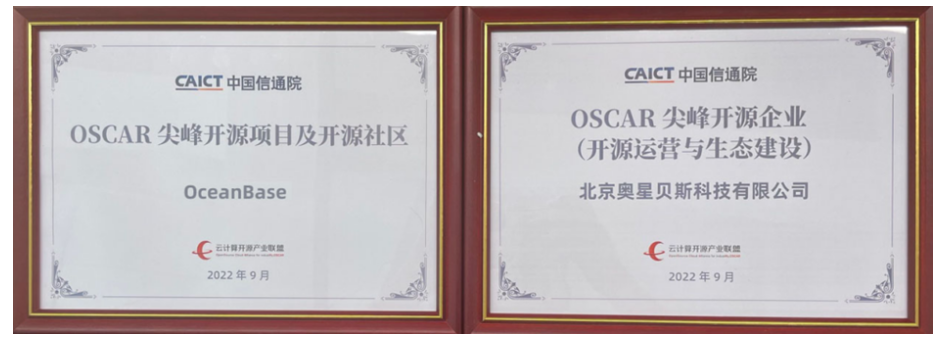 CAICT 中国信通院
OSCAR 尖峰开源项目及开源社区
OceanBase
云计算开源产业联盟
2022 年 9 月
CAICT 中国信通院
OSCAR 尖峰开源企业
(开源运营与生态建设)
北京奥星贝斯科技有限公司
云计算开源产业联盟
2022 年 9 月